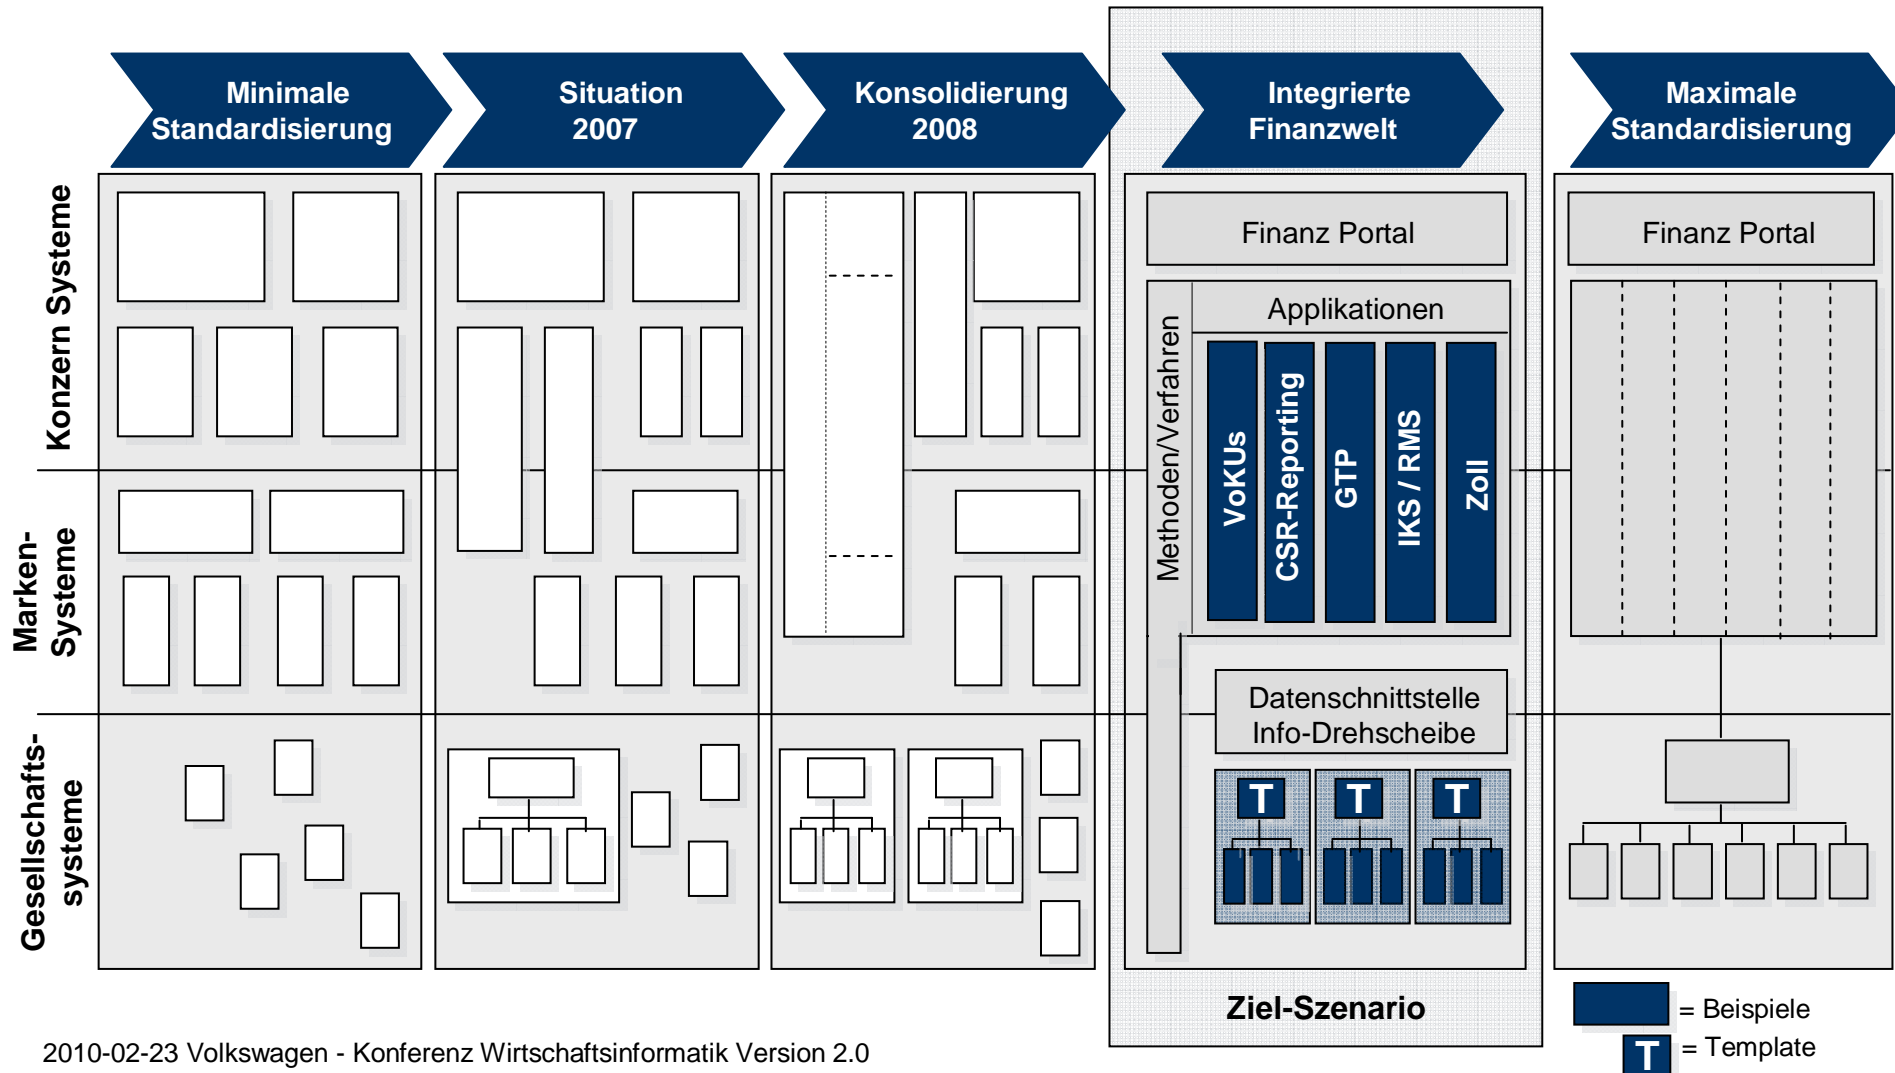 Minimale
Standardisierung
Situation
2007
Konsolidierung
2008
Integrierte
Finanzwelt
Maximale
Standardisierung
Konzern Systeme
Marken-
Systeme
Gesellschafts-
systeme
Finanz Portal
Applikationen
Methoden/Verfahren
VoKUs
CSR-Reporting
GTP
IKS / RMS
Zoll
Datenschnittstelle
Info-Drehscheibe
T
T
T
Finanz Portal
Ziel-Szenario
= Beispiele
T = Template
2010-02-23 Volkswagen - Konferenz Wirtschaftsinformatik Version 2.0